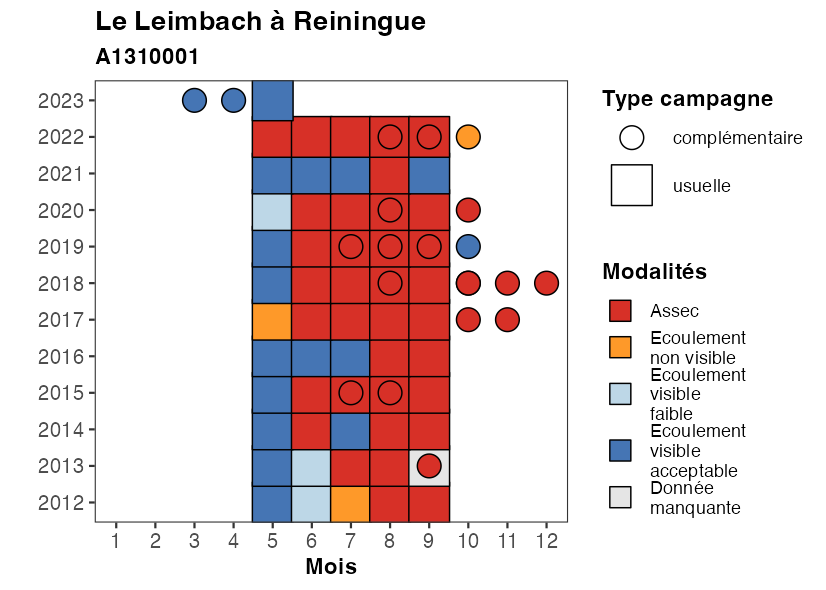 Le Leimbach à Reiningue
A1310001
2023
2022
2021
2020
2019
2018
2017
2016
2015
2014
2013
2012
1 2 3 4 5 6 7 8 9 10 11 12
Mois
Type campagne
complémentaire
usuelle
Modalités
Assec
Ecoulement
non visible
Ecoulement
visible
faible
Ecoulement
visible
acceptable
Donnée
manquante